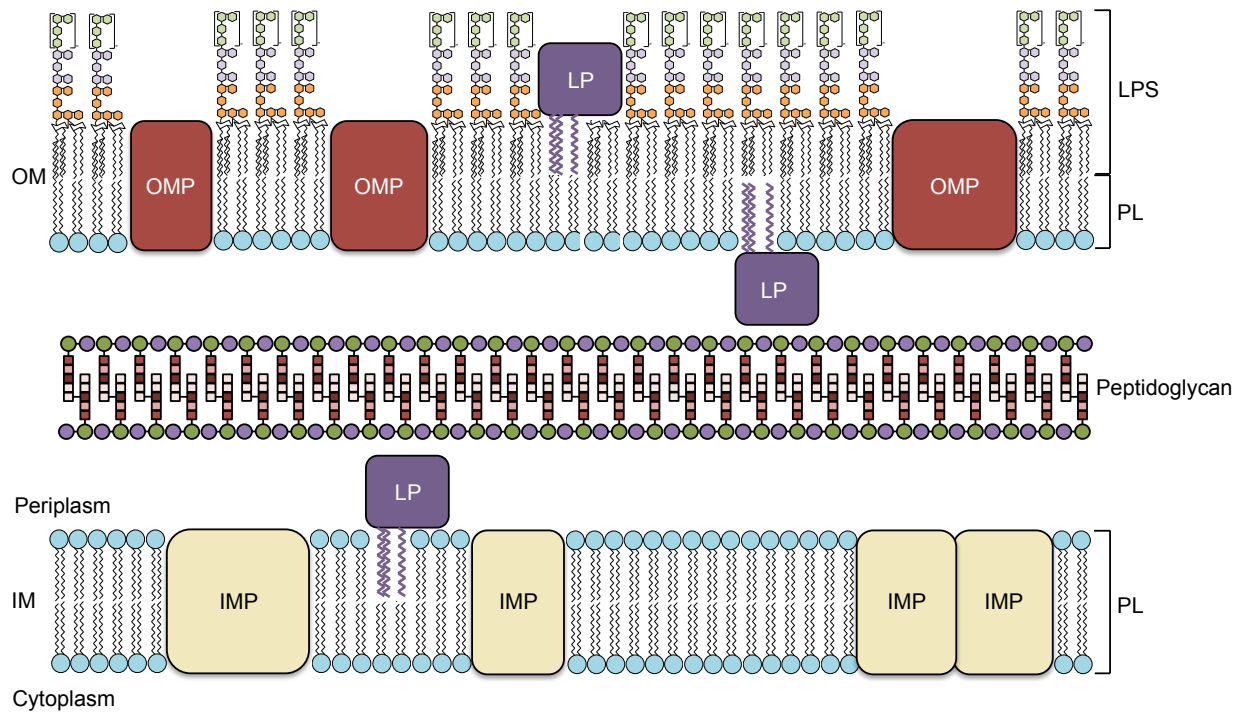 LP
LPS
OM
OMP
OMP
OMP
PL
LP
Peptidoglycan
LP
Periplasm
IM
IMP
IMP
IMP
IMP
PL
Cytoplasm